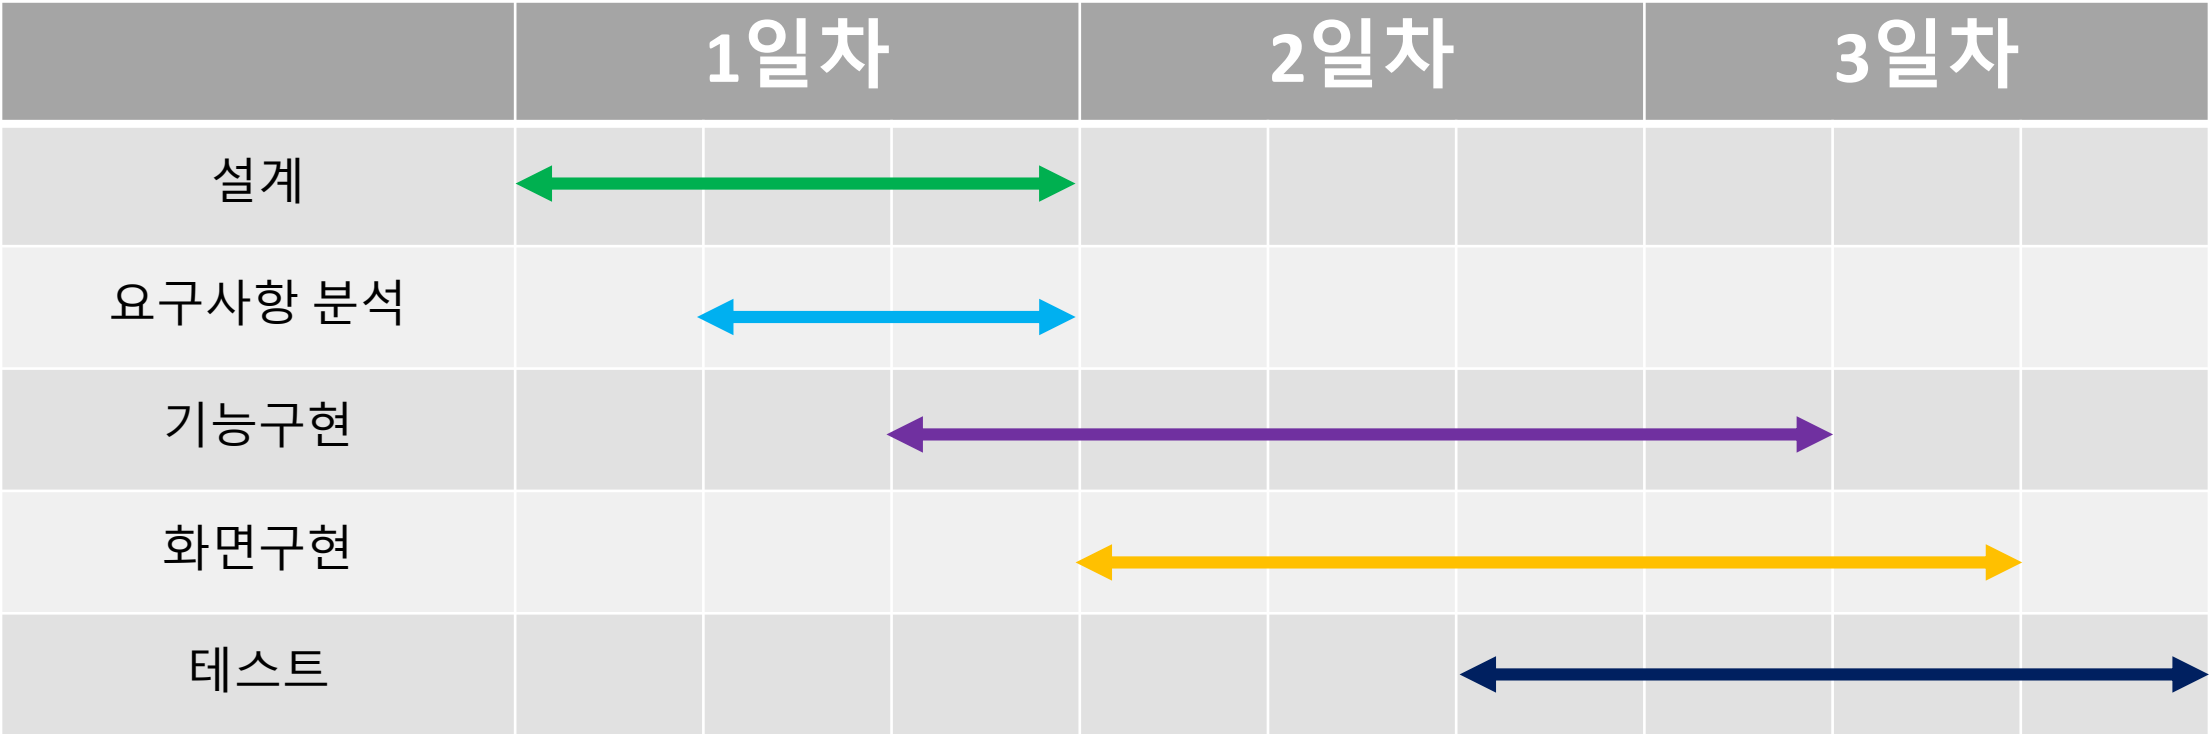 1일차 2일차 3일차
설계
요구사항 분석
기능구현
화면구현
테스트